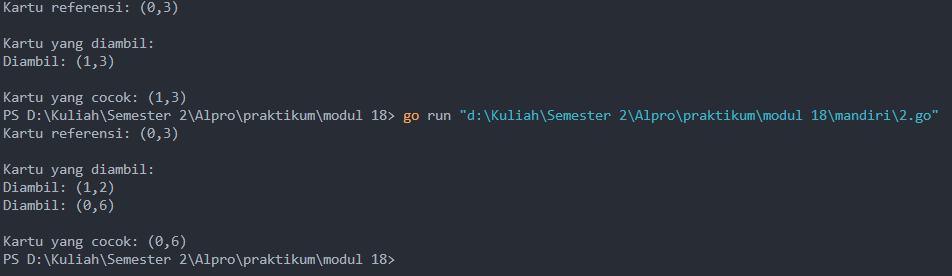 Kartu referensi: (0,3)
Kartu yang diambil:
Diambil: (1,3)
Kartu yang cocok: (1,3)
PS D:\Kuliah\Semester 2\Alpro\praktikum\modul 18> go run "d:\Kuliah\Semester 2\Alpro\praktikum\modul 18\mandiri\2.go"
Kartu referensi: (0,3)
Kartu yang diambil:
Diambil: (1,2)
Diambil: (0,6)
Kartu yang cocok: (0,6)
PS D:\Kuliah\Semester 2\Alpro\praktikum\modul 18>